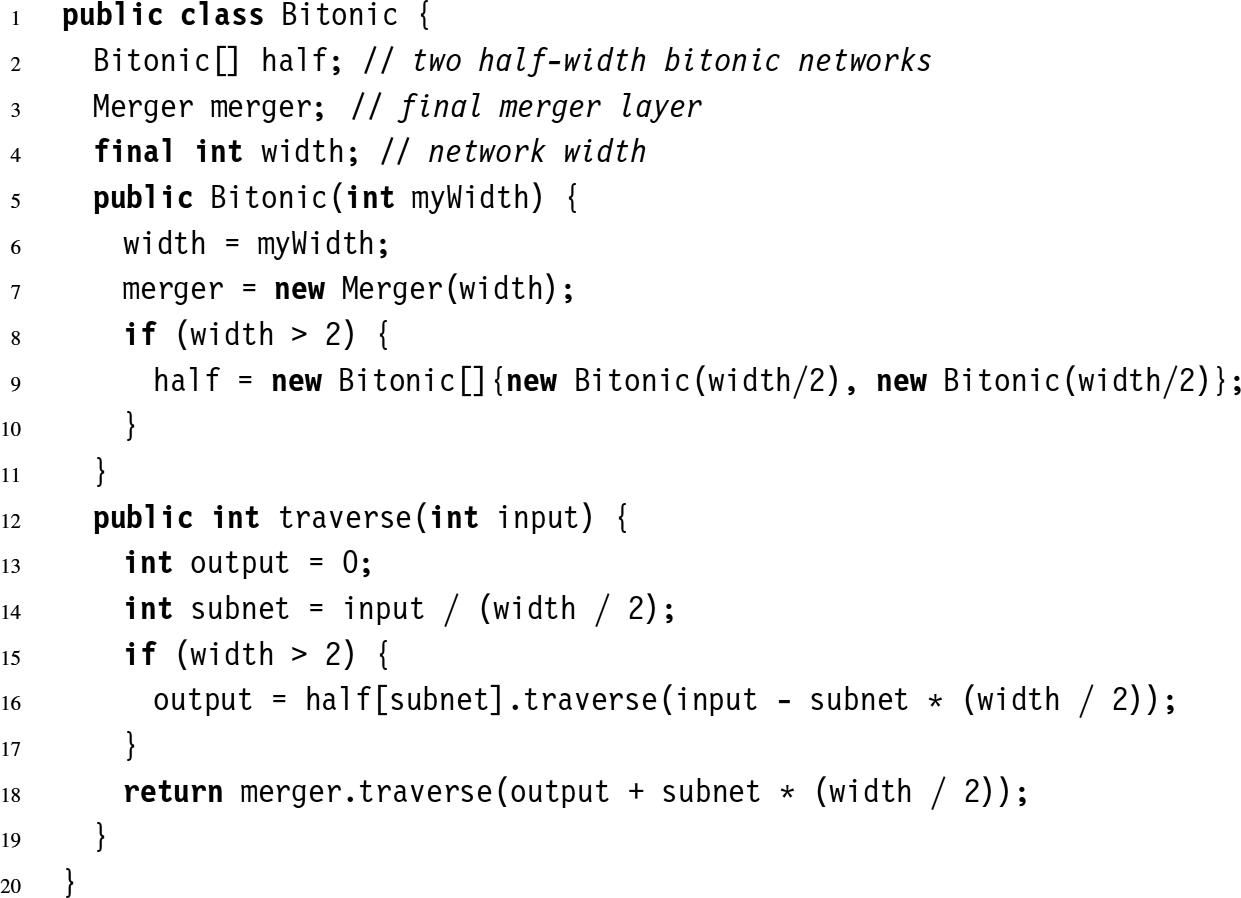 1 public class Bitonic {
2 Bitonic[] half; // two half-width bitonic networks
3 Merger merger; // final merger layer
4 final int width; // network width
5 public Bitonic(int myWidth) {
6 width = myWidth;
7 merger = new Merger(width);
8 if (width > 2) {
9 half = new Bitonic[]{new Bitonic(width/2), new Bitonic(width/2)};
10 }
11 }
12 public int traverse(int input) {
13 int output = 0;
14 int subnet = input / (width / 2);
15 if (width > 2) {
16 output = half[subnet].traverse(input - subnet * (width / 2));
17 }
18 return merger.traverse(output + subnet * (width / 2));
19 }
20 }